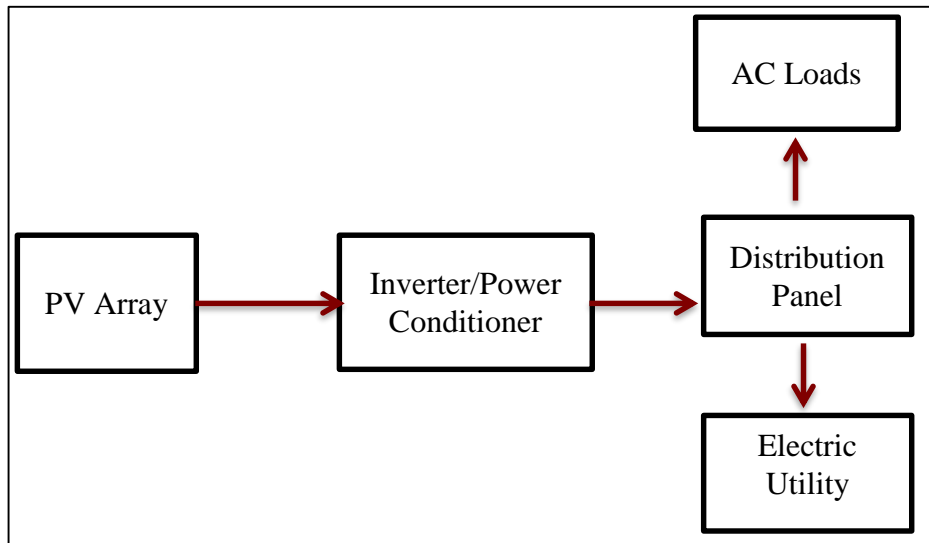 AC Loads
PV Array
Inverter/Power
Conditioner
Distribution
Panel
Electric
Utility